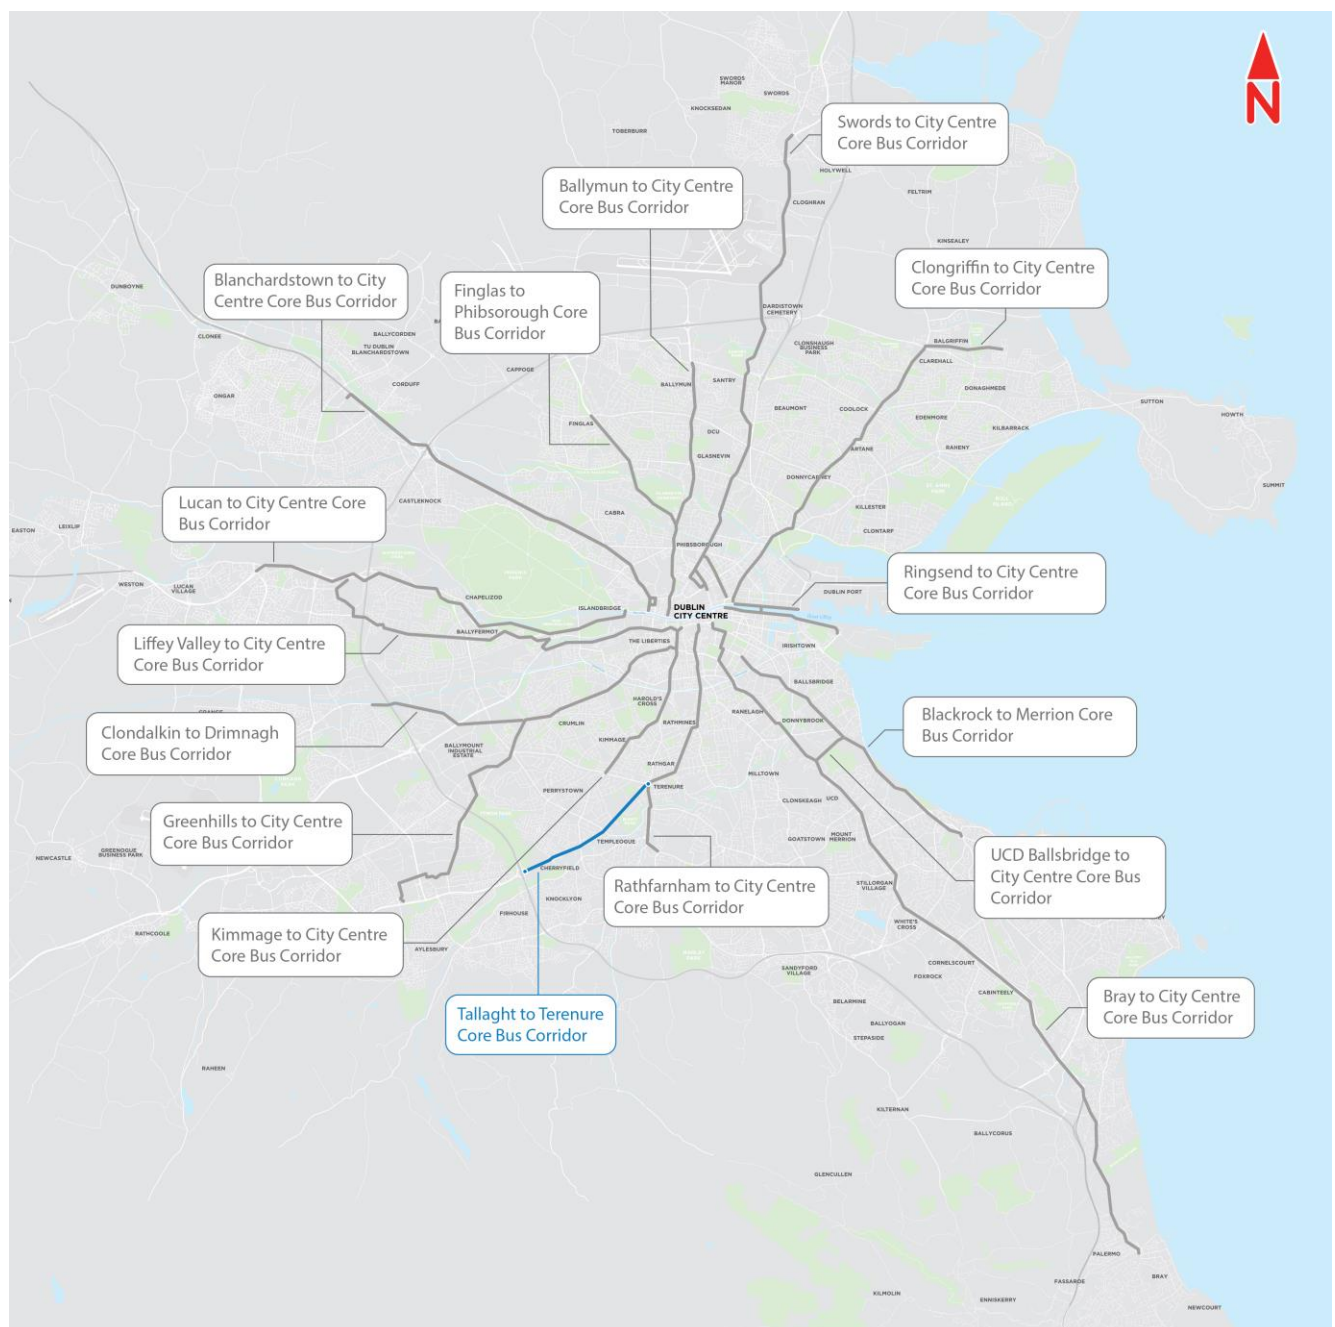 N
SWORDS
MANOR
SWORDS
KNOCKSEDAN
TOBERBURR
Swords to City Centre
Core Bus Corridor
HOLYWELL
FELTRIM
CLOGHRAN
KINSEALEY
Ballymun to City Centre
Core Bus Corridor
Clongriffin to City Centre
Core Bus Corridor
Blanchardstown to City
Centre Core Bus Corridor
Finglas to
Phibsorough Core
Bus Corridor
DUNBOYNE
DARDISTOWN
CEMETERY
CLONEE
BALLYCORDEN
TU DUBLIN
BLANCHARDSTOWN
CLONSHAUGH
BUSINESS
PARK
BALGRIFFIN
CLAREHALL
CAPPOGE
CORDUFF
BALLYMUN
SANTRY
DONAGHMEDE
ONGAR
BEAUMONT
COOLOCK
EDENMORE
KILBARRACK
SUTTON
HOWTH
FINGLAS
DCU
GLASNEVIN
ARTANE
RAHENY
DONNYCARNEY
SUMMIT
Lucan to City Centre Core
Bus Corridor
CASTLEKNOCK
CABRA
KILLESTER
CLONTARF
EASTON
LEIXLIP
PHIBSBOROUGH
WESTON
LUCAN
VILLAGE
CHAPELIZOD
ISLANDBRIDGE
DUBLIN
CITY CENTRE
DUBLIN PORT
Ringsend to City Centre
Core Bus Corridor
BALLYFERMOT
THE LIBERTIES
IRISHTOWN
Liffey Valley to City Centre
Core Bus Corridor
BALLSBRIDGE
HAROLD'S
CROSS
RANELAGH
DONNYBROOK
RATHMINES
CRUMLIN
KIMMAGE
Blackrock to Merrion Core
Bus Corridor
Clondalkin to Drimnagh
Core Bus Corridor
BALLYMOUNT
INDUSTRIAL
ESTATE
RATHGAR
MILLTOWN
TERENURE
PERRYSTOWN
CLONSKEAGH
UCD
Greenhills to City Centre
Core Bus Corridor
TEMPLEOGUE
GOATSTOWN
MOUNT
MERRION
NEWCASTLE
GREENOGUE
BUSINESS PARK
CHERRYFIELD
UCD Ballsbridge to
City Centre Core Bus
Corridor
Rathfarnham to City Centre
Core Bus Corridor
STILLORGAN
VILLAGE
KNOCKLYON
FIRHOUSE
WHITE'S
CROSS
RATHCOOLE
Kimmage to City Centre
Core Bus Corridor
AYLESBURY
SANDYFORD
VILLAGE
CORNELSCOURT
FOXROCK
CABINTEELY
Bray to City Centre
Core Bus Corridor
Tallaght to Terenure
Core Bus Corridor
BELARMINE
BALLYOGAN
STEPASIDE
RAHEEN
KILTERNAN
BALLYCORUS
GLENCULLEN
PALERMO
FASSAROE
BRAY
KILMOLIN
ENNISKERRY
NEWCOURT